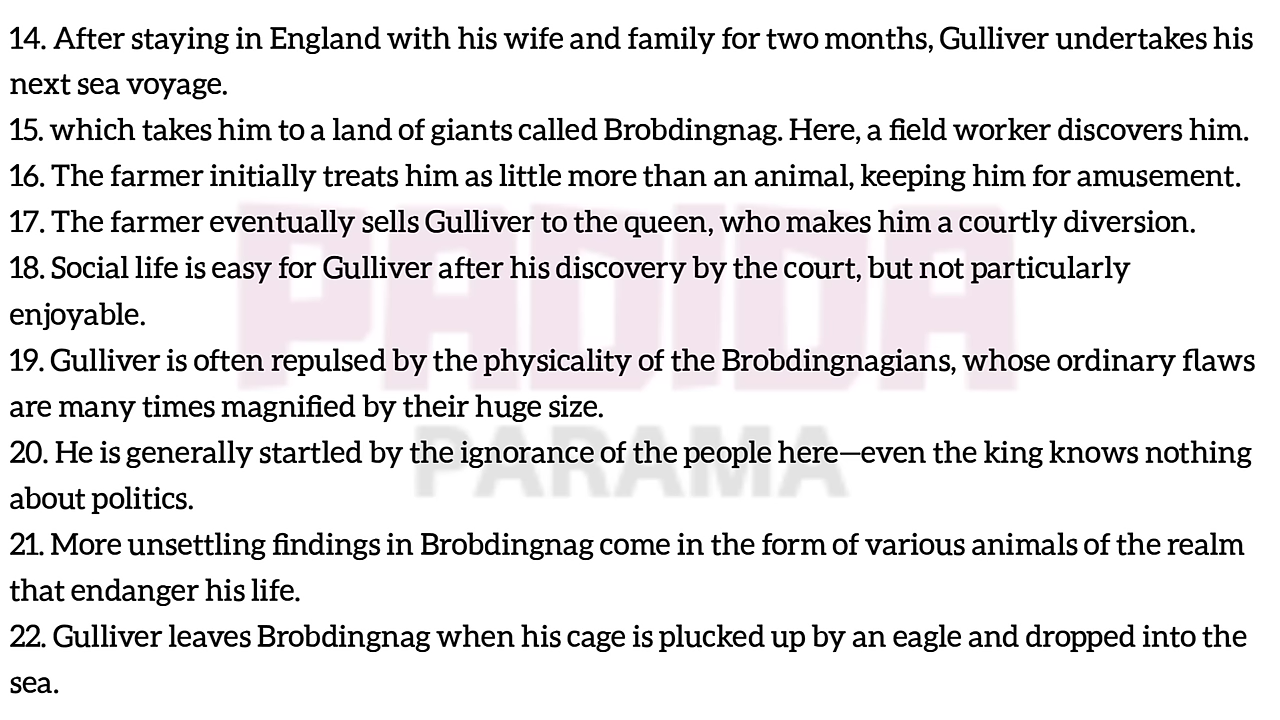 14. After staying in England with his wife and family for two months, Gulliver undertakes his
next sea voyage.
15. which takes him to a land of giants called Brobdingnag. Here, a field worker discovers him.
16. The farmer initially treats him as little more than an animal, keeping him for amusement.
17. The farmer eventually sells Gulliver to the queen, who makes him a courtly diversion.
18. Social life is easy for Gulliver after his discovery by the court, but not particularly
enjoyable.
19. Gulliver is often repulsed by the physicality of the Brobdingnagians, whose ordinary flaws
are many times magnified by their huge size.
20. He is generally startled by the ignorance of the people here—even the king knows nothing
about politics.
21. More unsettling findings in Brobdingnag come in the form of various animals of the realm
that endanger his life.
22. Gulliver leaves Brobdingnag when his cage is plucked up by an eagle and dropped into the
sea.
PADIDA
PARAMA